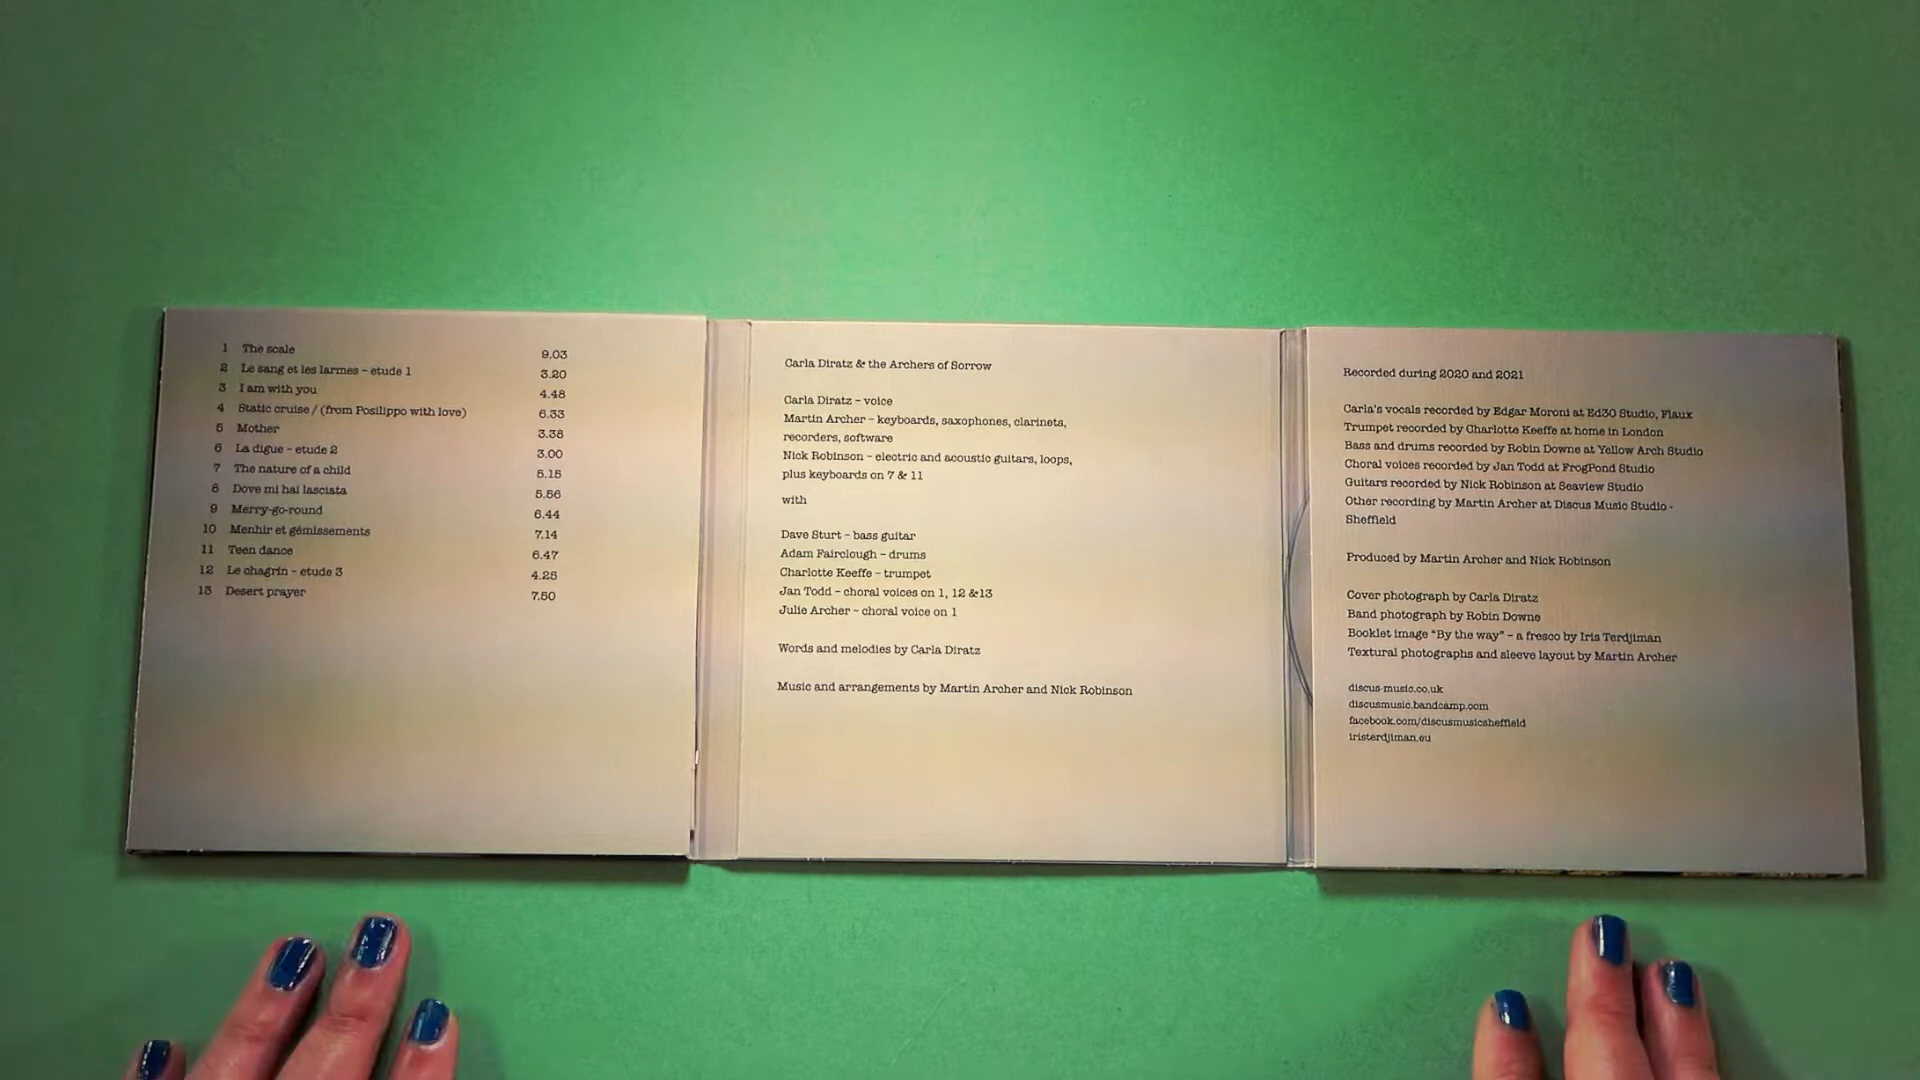 1 The scale 9.03
2 Le sang et les larmes - etude 1 3.20
3 I am with you 4.48
4 Static cruise / (from Posilippo with love) 6.33
5 Mother 3.38
6 La digue - etude 2 3.00
7 The nature of a child 5.15
8 Dove mi hai lasciata 5.56
9 Merry-go-round 6.44
10 Menhir et gémissements 7.14
11 Teen dance 6.47
12 Le chagrin - etude 3 4.25
13 Desert prayer 7.50
Carla Diratz & the Archers of Sorrow
Carla Diratz - voice
Martin Archer - keyboards, saxophones, clarinets,
recorders, software
Nick Robinson - electric and acoustic guitars, loops,
plus keyboards on 7 & 11
with
Dave Sturt - bass guitar
Adam Fairclough - drums
Charlotte Keeffe - trumpet
Jan Todd - choral voices on 1, 12 &13
Julie Archer - choral voice on 1
Words and melodies by Carla Diratz
Music and arrangements by Martin Archer and Nick Robinson
Recorded during 2020 and 2021
Carla's vocals recorded by Edgar Moroni at Ed30 Studio, Flaux
Trumpet recorded by Charlotte Keeffe at home in London
Bass and drums recorded by Robin Downe at Yellow Arch Studio
Choral voices recorded by Jan Todd at FrogPond Studio
Guitars recorded by Nick Robinson at Seaview Studio
Other recording by Martin Archer at Discus Music Studio -
Sheffield
Produced by Martin Archer and Nick Robinson
Cover photograph by Carla Diratz
Band photograph by Robin Downe
Booklet image "By the way" - a fresco by Iris Terdjiman
Textural photographs and sleeve layout by Martin Archer
discus-music.co.uk
discusmusic.bandcamp.com
facebook.com/discusmusicsheffield
iristerdjiman.eu